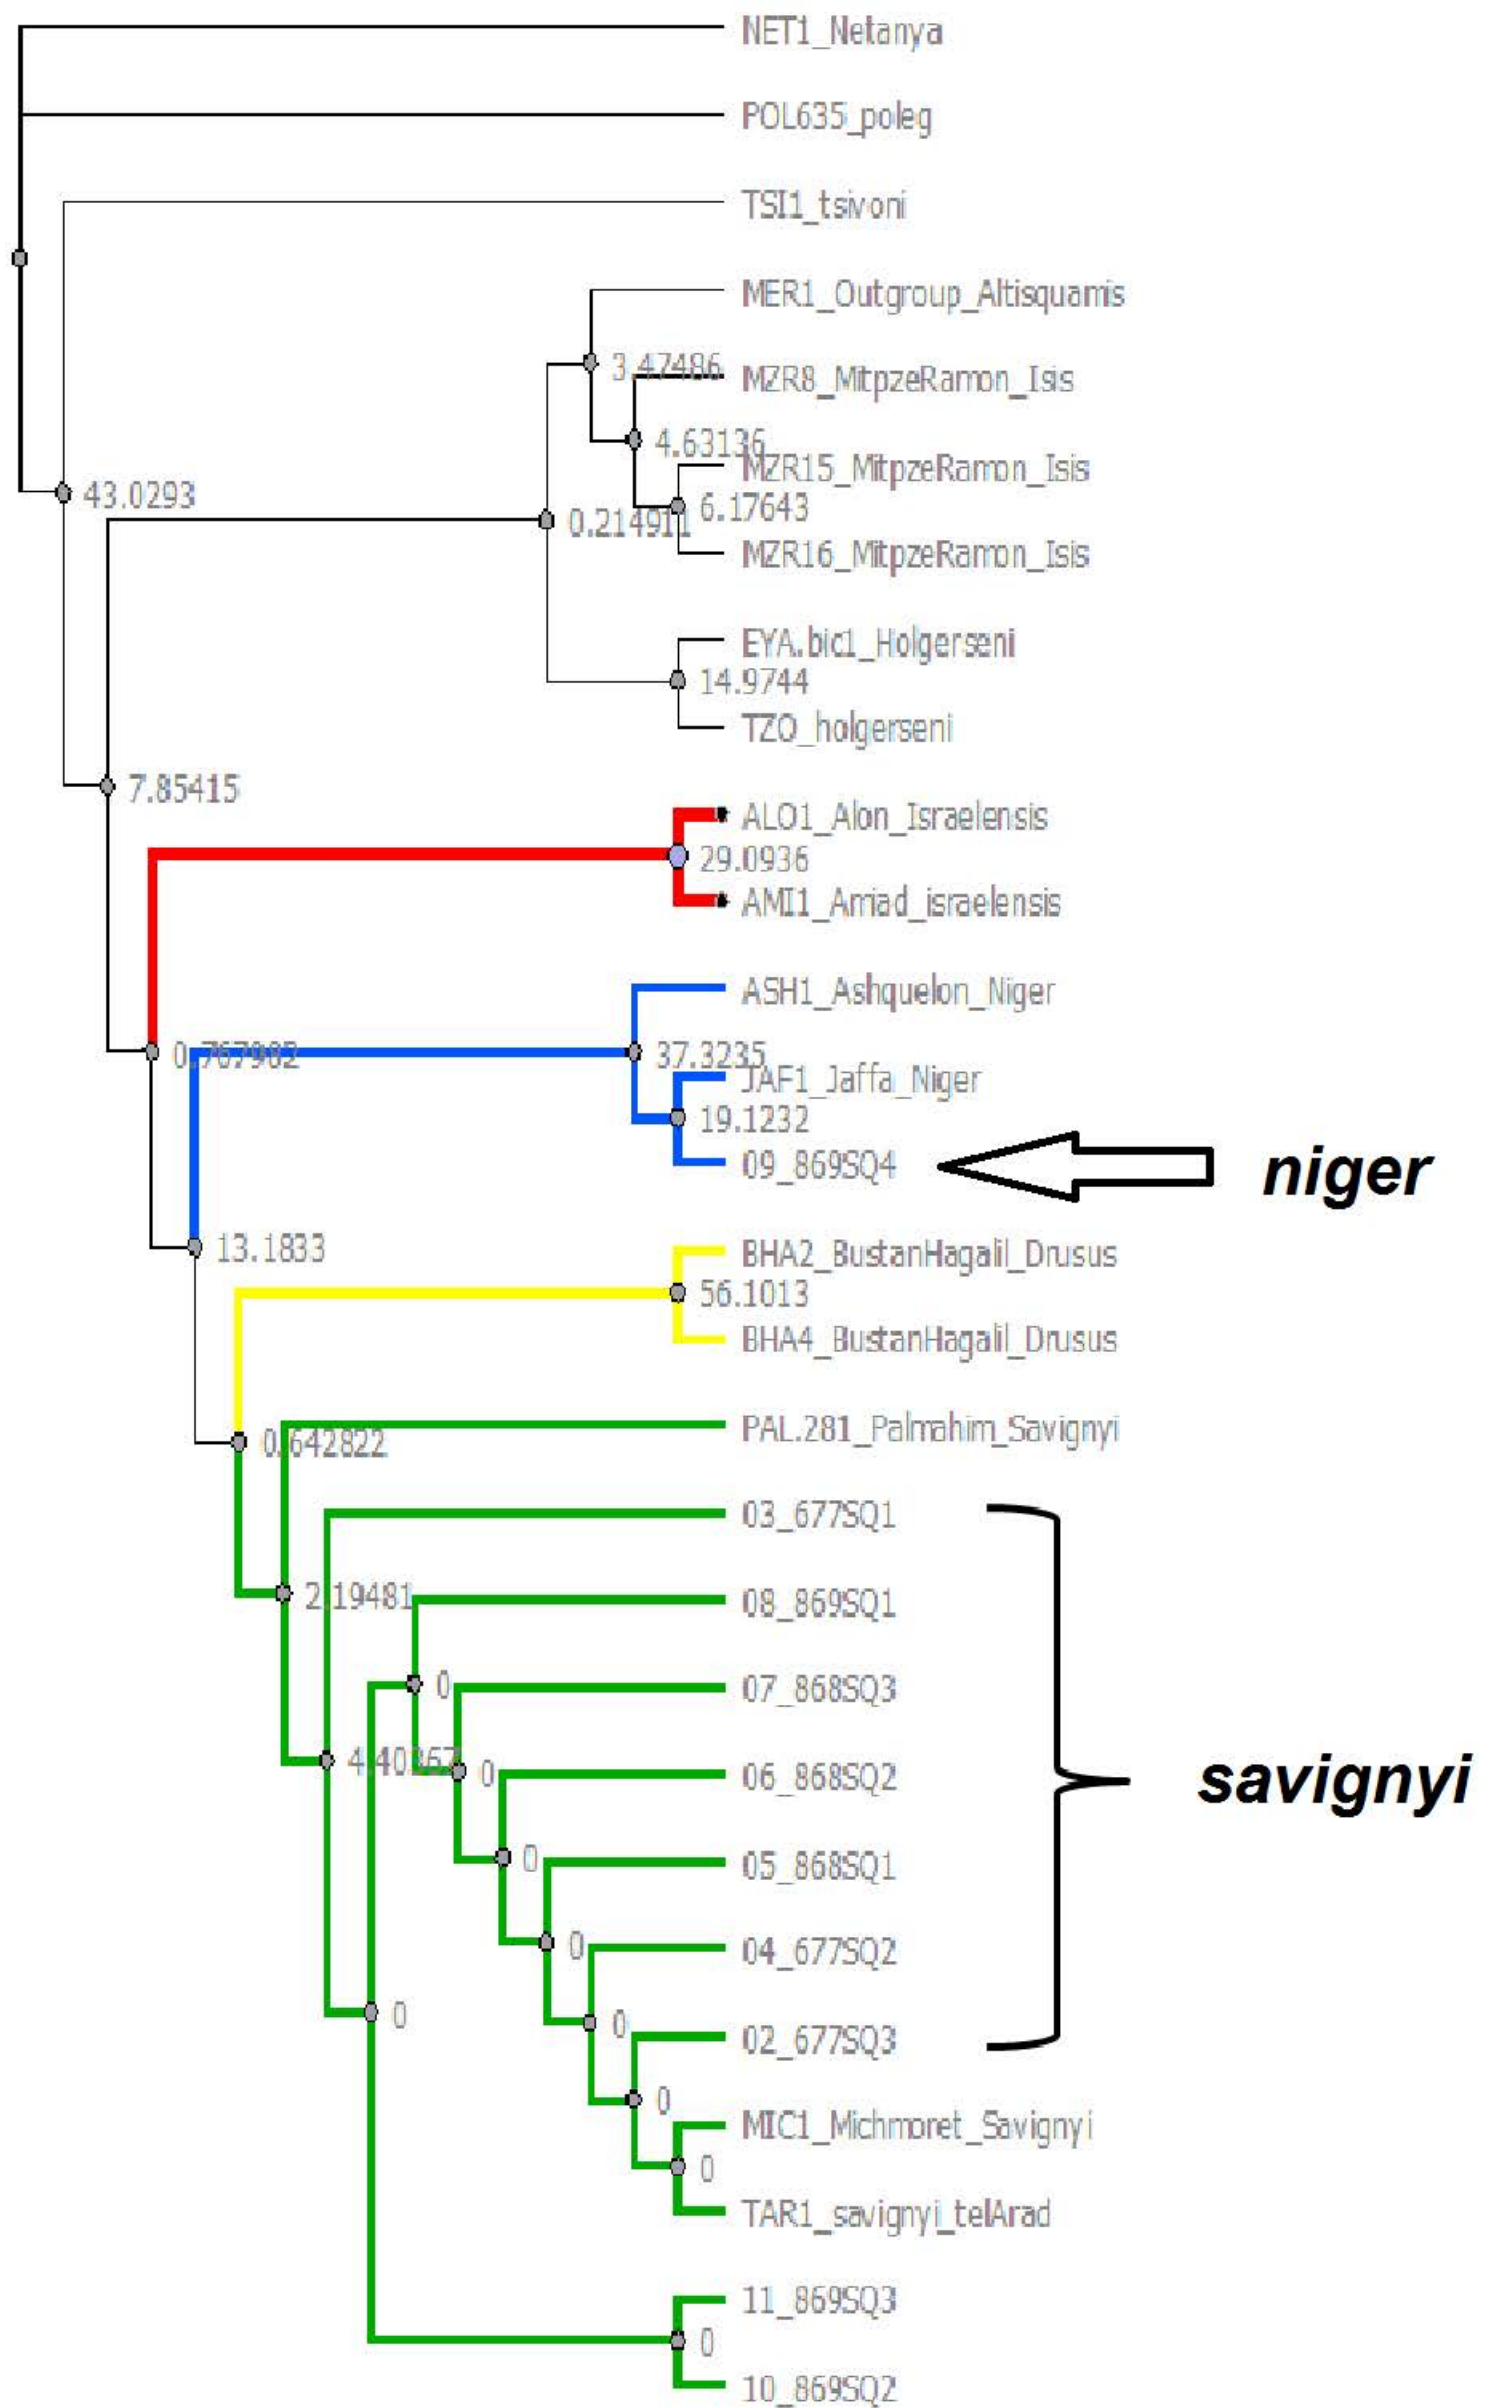 NET1_Netanya
POL635_poleg
TSI1_tsivoni
MER1_Outgroup_Altisquamis
3.47486
MZR8_MitpzeRamon_Isis
4.63136
MZR15_MitpzeRamon_Isis
43.0293
6.17643
0.214911
MZR16_MitpzeRamon_Isis
EYA.bic1_Holgerseni
14.9744
TZO_holgerseni
7.85415
ALO1_Alon_Israelensis
29.0936
AMI1_Amiad_israelensis
ASH1_Ashquelon_Niger
0.767982
37.3235
JAF1_Jaffa_Niger
19.1232
09_869SQ4
niger
13.1833
BHA2_BustanHagalil_Drusus
56.1013
BHA4_BustanHagalil_Drusus
PAL.281_Palmahim_Savignyi
0.642822
03_677SQ1
2.19481
08_869SQ1
0
07_868SQ3
4.40367
0
06_868SQ2
savignyi
0
05_868SQ1
0
04_677SQ2
0
0
02_677SQ3
0
MIC1_Michmoret_Savignyi
0
TAR1_savignyi_telArad
11_869SQ3
0
10_869SQ2